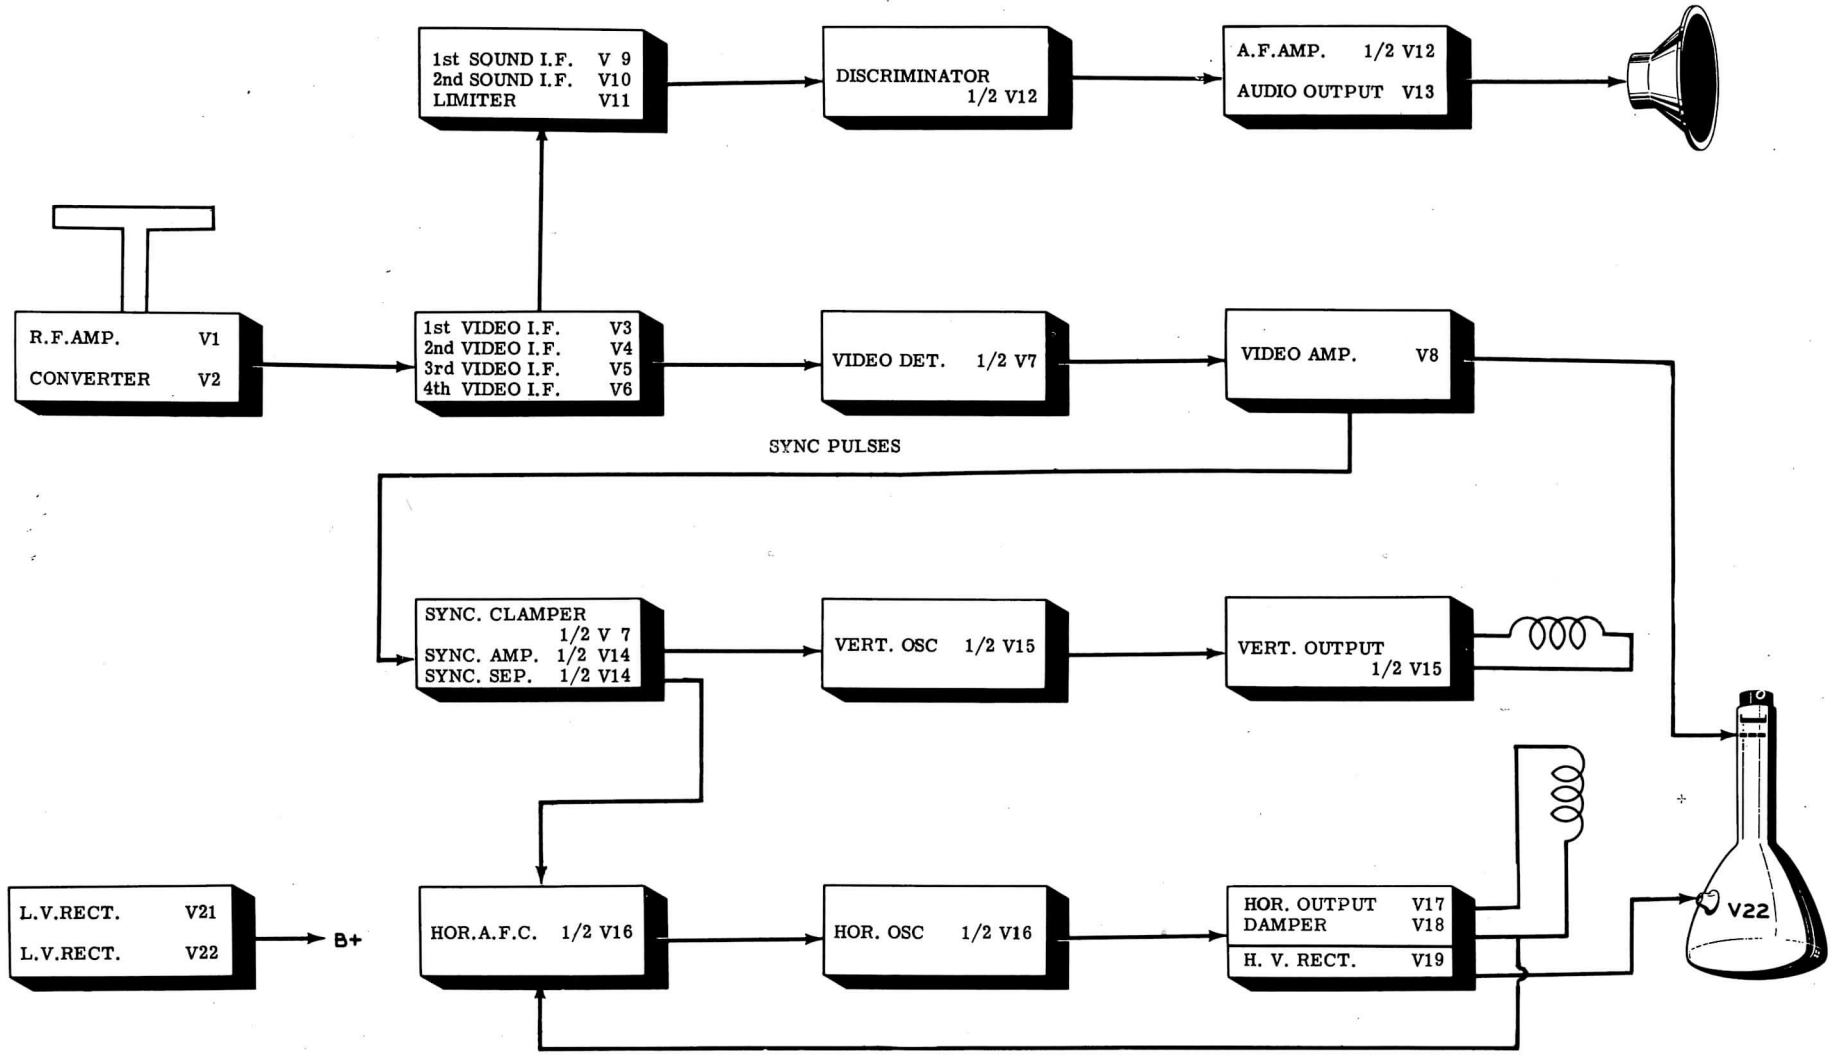 1st SOUND I.F. V 9
2nd SOUND I.F. V10
LIMITER V11
DISCRIMINATOR
1/2 V12
A.F.AMP. 1/2 V12
AUDIO OUTPUT V13
R.F.AMP. V1
CONVERTER V2
1st VIDEO I.F. V3
2nd VIDEO I.F. V4
3rd VIDEO I.F. V5
4th VIDEO I.F. V6
VIDEO DET. 1/2 V7
VIDEO AMP. V8
SYNC PULSES
SYNC. CLAMPER
1/2 V 7
SYNC. AMP. 1/2 V14
SYNC. SEP. 1/2 V14
VERT. OSC 1/2 V15
VERT. OUTPUT
1/2 V15
L.V.RECT. V21
L.V.RECT. V22
B+
HOR.A.F.C. 1/2 V16
HOR. OSC 1/2 V16
HOR. OUTPUT V17
DAMPER V18
H. V. RECT. V19
V22